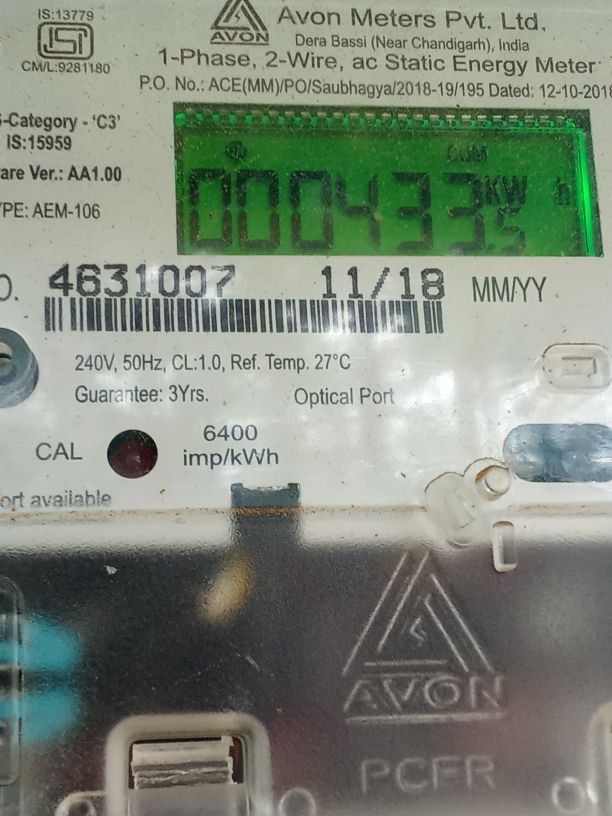 IS:13779
ISI
CM/L:9281180
AVON
Avon Meters Pvt. Ltd.
Dera Bassi (Near Chandigarh), India
1-Phase, 2-Wire, ac Static Energy Meter
P.O. No.: ACE(MM)/PO/Saubhagya/2018-19/195 Dated: 12-10-2018
-Category - 'C3'
IS:15959
are Ver.: AA1.00
YPE: AEM-106
CUM
000433.5 KW h
O. 4631007 11/18 MM/YY
240V, 50Hz, CL:1.0, Ref. Temp. 27°C
Guarantee: 3Yrs. Optical Port
CAL 6400
imp/kWh
ort available
AVON
PCFR